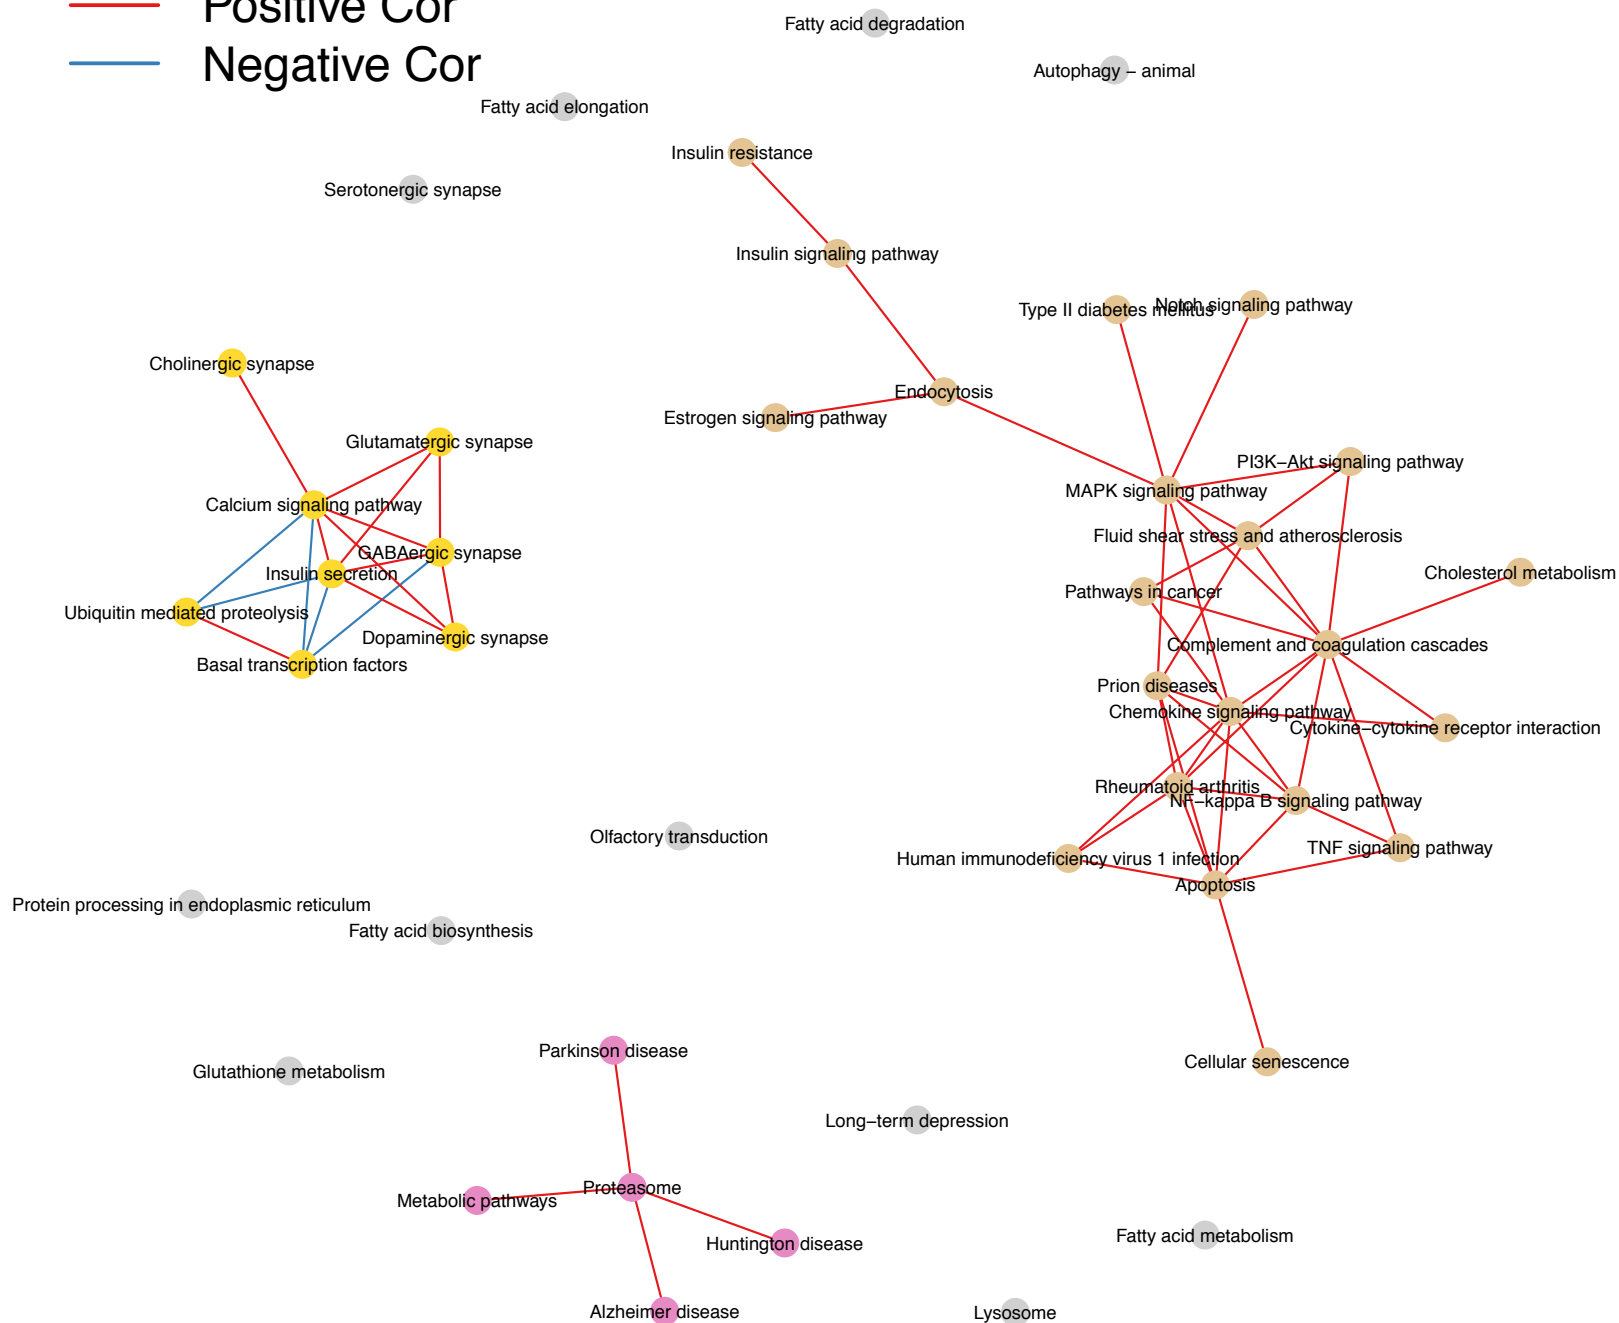 Positive Cor
Negative Cor
Fatty acid degradation
Autophagy – animal
Fatty acid elongation
Insulin resistance
Serotonergic synapse
Insulin signaling pathway
Type II diabetes mellitus
Notch signaling pathway
Cholinergic synapse
Endocytosis
Estrogen signaling pathway
Glutamatergic synapse
PI3K–Akt signaling pathway
MAPK signaling pathway
Calcium signaling pathway
Fluid shear stress and atherosclerosis
GABAergic synapse
Insulin secretion
Cholesterol metabolism
Pathways in cancer
Ubiquitin mediated proteolysis
Dopaminergic synapse
Complement and coagulation cascades
Basal transcription factors
Prion diseases
Chemokine signaling pathway
Cytokine–cytokine receptor interaction
Rheumatoid arthritis
NF–kappa B signaling pathway
Olfactory transduction
TNF signaling pathway
Human immunodeficiency virus 1 infection
Apoptosis
Protein processing in endoplasmic reticulum
Fatty acid biosynthesis
Parkinson disease
Cellular senescence
Glutathione metabolism
Long–term depression
Proteasome
Metabolic pathways
Fatty acid metabolism
Huntington disease
Alzheimer disease
Lysosome